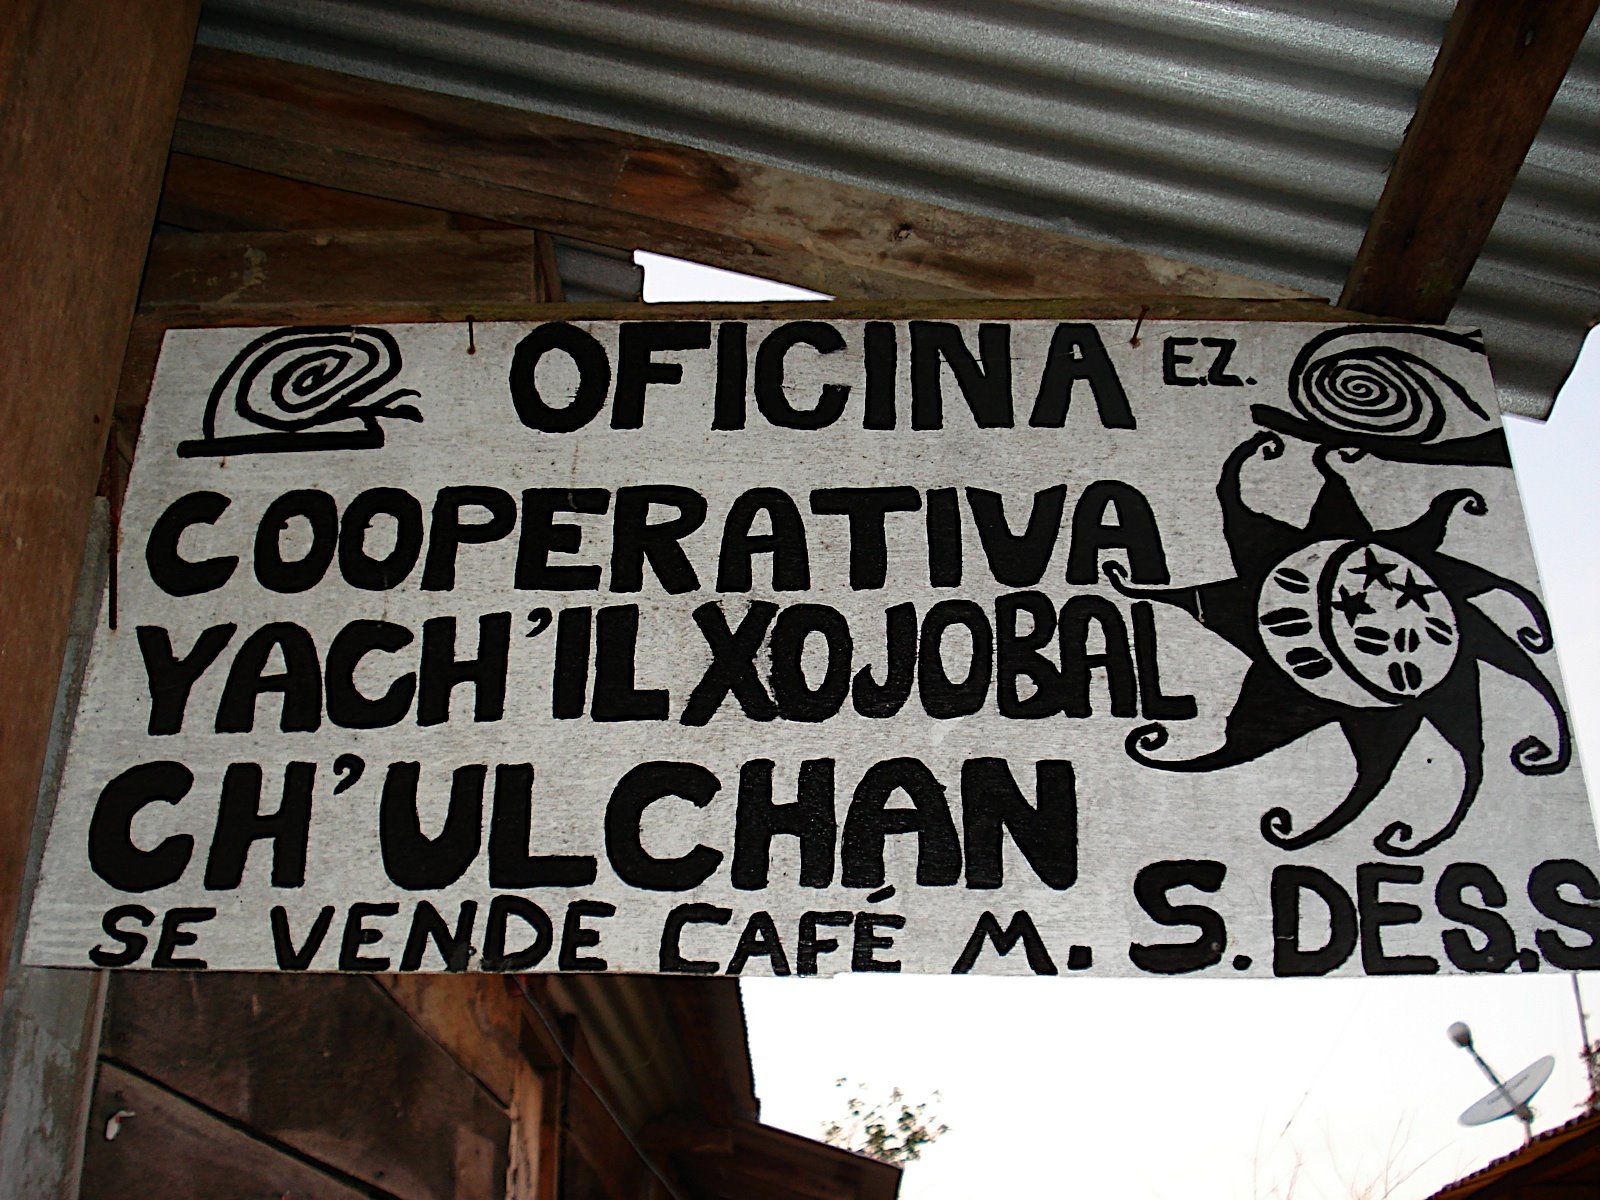 OFICINA E.Z.
COOPERATIVA
YACH'IL XOJOBAL
CH'ULCHAN
SE VENDE CAFÉ M. S. DES.S